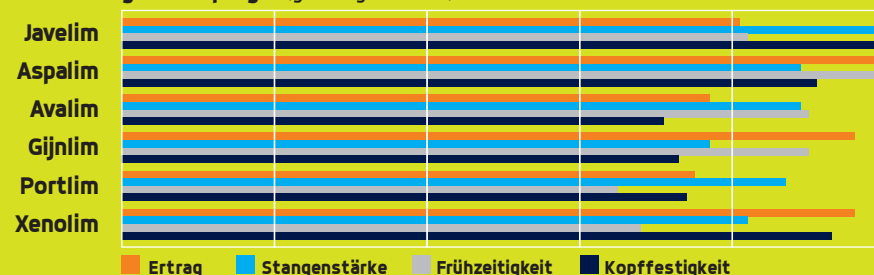 Javelim
Aspalim
Avalim
Gijnlim
Portlim
Xenolim
Ertrag Stangenstärke Frühzeitigkeit Kopffestigkeit